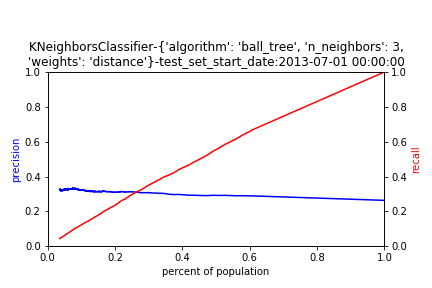 KNeighborsClassifier-{'algorithm': 'ball_tree', 'n_neighbors': 3,
'weights': 'distance'}-test_set_start_date:2013-07-01 00:00:00
1.0
0.8
0.6
0.4
0.2
0.0
precision
1.0
0.8
0.6
0.4
0.2
0.0
recall
0.0 0.2 0.4 0.6 0.8 1.0
percent of population